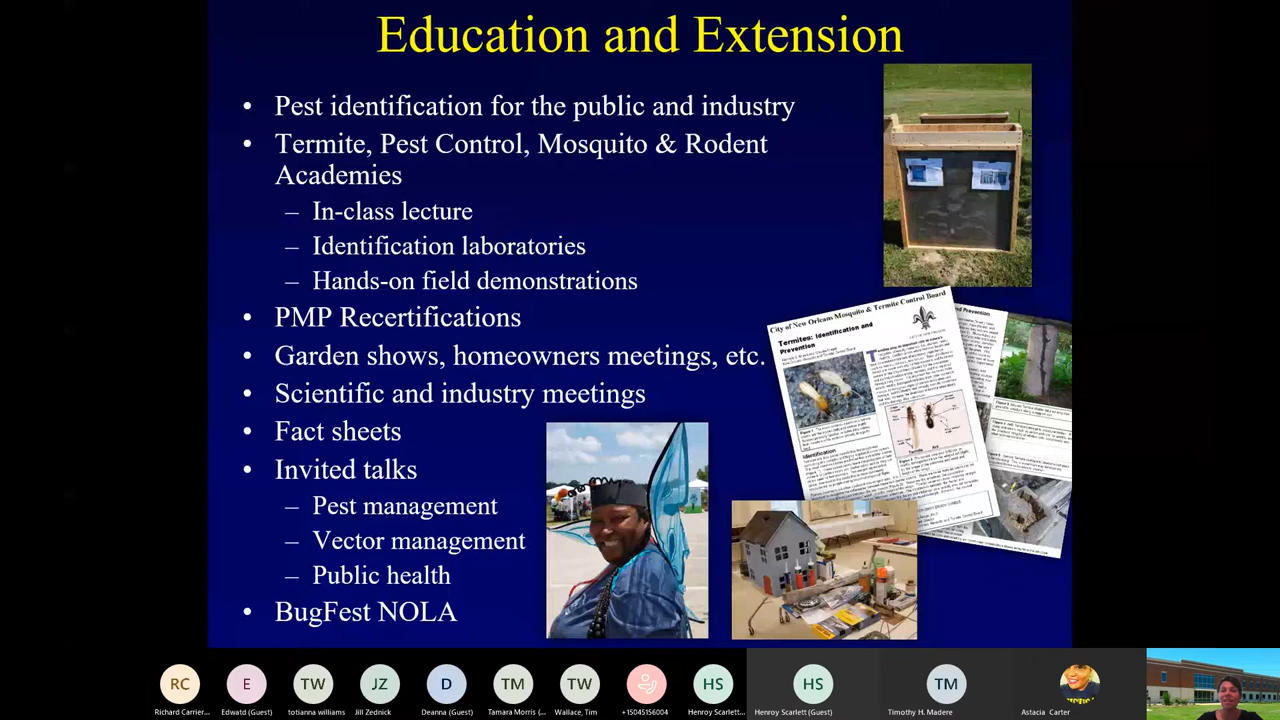 Education and Extension
• Pest identification for the public and industry
• Termite, Pest Control, Mosquito & Rodent
Academies
– In-class lecture
– Identification laboratories
– Hands-on field demonstrations
• PMP Recertifications
• Garden shows, homeowners meetings, etc.
• Scientific and industry meetings
• Fact sheets
• Invited talks
– Pest management
– Vector management
– Public health
• BugFest NOLA
City of New Orleans Mosquito & Termite Control Board
Termites: Identification and
Prevention
Identification
RC
E
TW
JZ
D
TM
TW
HS
HS
TM
Richard Carrier...
Edwatd (Guest)
totianna williams
Jill Zednick
Deanna (Guest)
Tamara Morris (...
Wallace, Tim
+15045156004
Henroy Scarlett...
Henroy Scarlett (Guest)
Timothy H. Madere
Astacia Carter